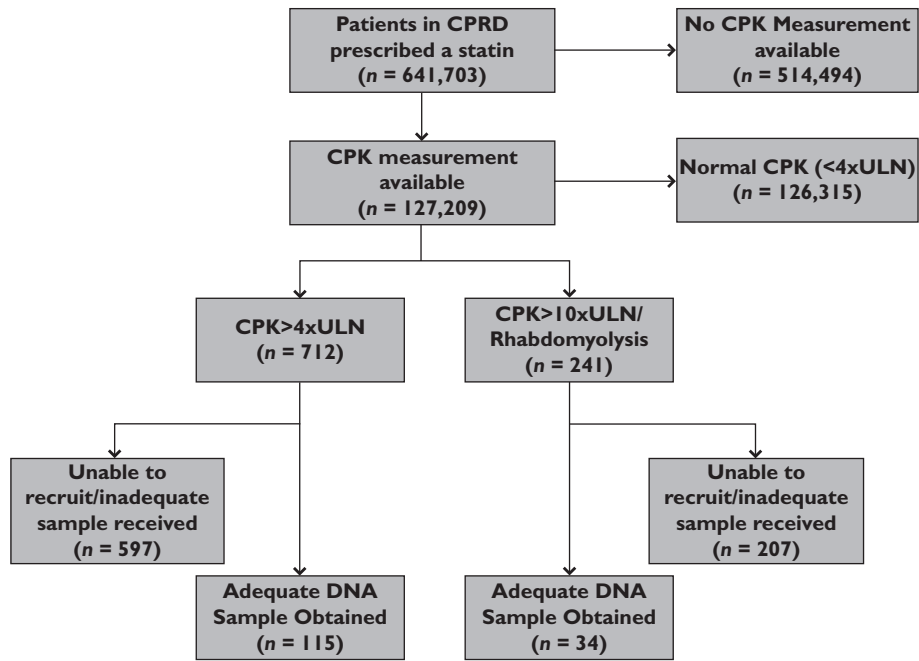 Patients in CPRD
prescribed a statin
(n = 641,703)
No CPK Measurement
available
(n = 514,494)
CPK measurement
available
(n = 127,209)
Normal CPK (<4xULN)
(n = 126,315)
CPK>4xULN
(n = 712)
CPK>10xULN/
Rhabdomyolysis
(n = 241)
Unable to
recruit/inadequate
sample received
(n = 597)
Unable to
recruit/inadequate
sample received
(n = 207)
Adequate DNA
Sample Obtained
(n = 115)
Adequate DNA
Sample Obtained
(n = 34)